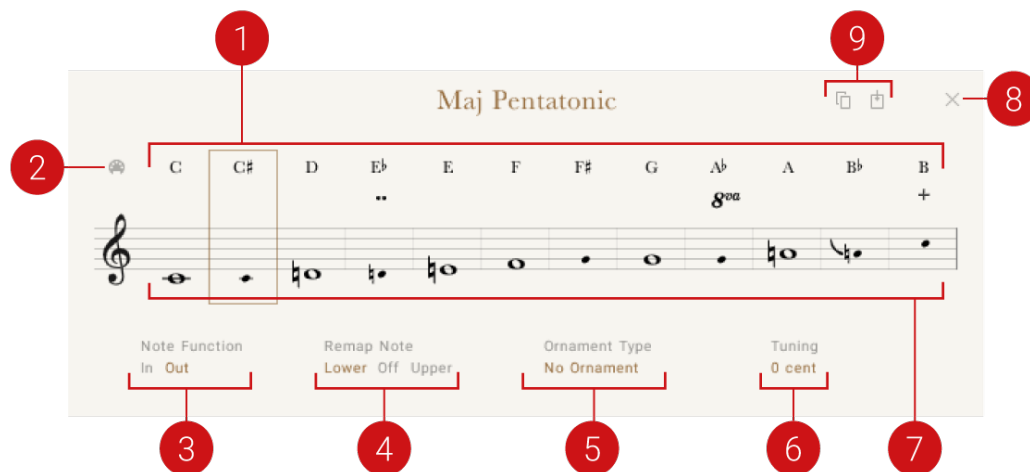 1
9
Maj Pentatonic
8
2
C C♯ D E♭ E F F♯ G A♭ A B♭ B
8va +
Note Function Remap Note Ornament Type Tuning
In Out Lower Off Upper No Ornament 0 cent
3 4 5 6 7